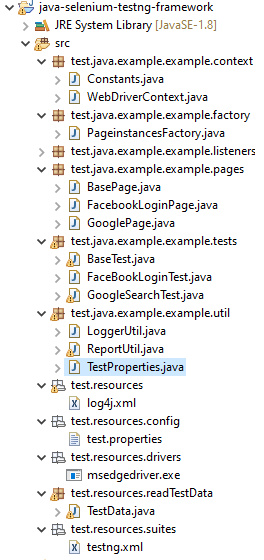 java-selenium-testng-framework
JRE System Library [JavaSE-1.8]
src
test.java.example.example.context
Constants.java
WebDriverContext.java
test.java.example.example.factory
PageinstancesFactory.java
test.java.example.example.listeners
test.java.example.example.pages
BasePage.java
FacebookLoginPage.java
GooglePage.java
test.java.example.example.tests
BaseTest.java
FaceBookLoginTest.java
GoogleSearchTest.java
test.java.example.example.util
LoggerUtil.java
ReportUtil.java
TestProperties.java
test.resources
log4j.xml
test.resources.config
test.properties
test.resources.drivers
msedgedriver.exe
test.resources.readTestData
TestData.java
test.resources.suites
testng.xml